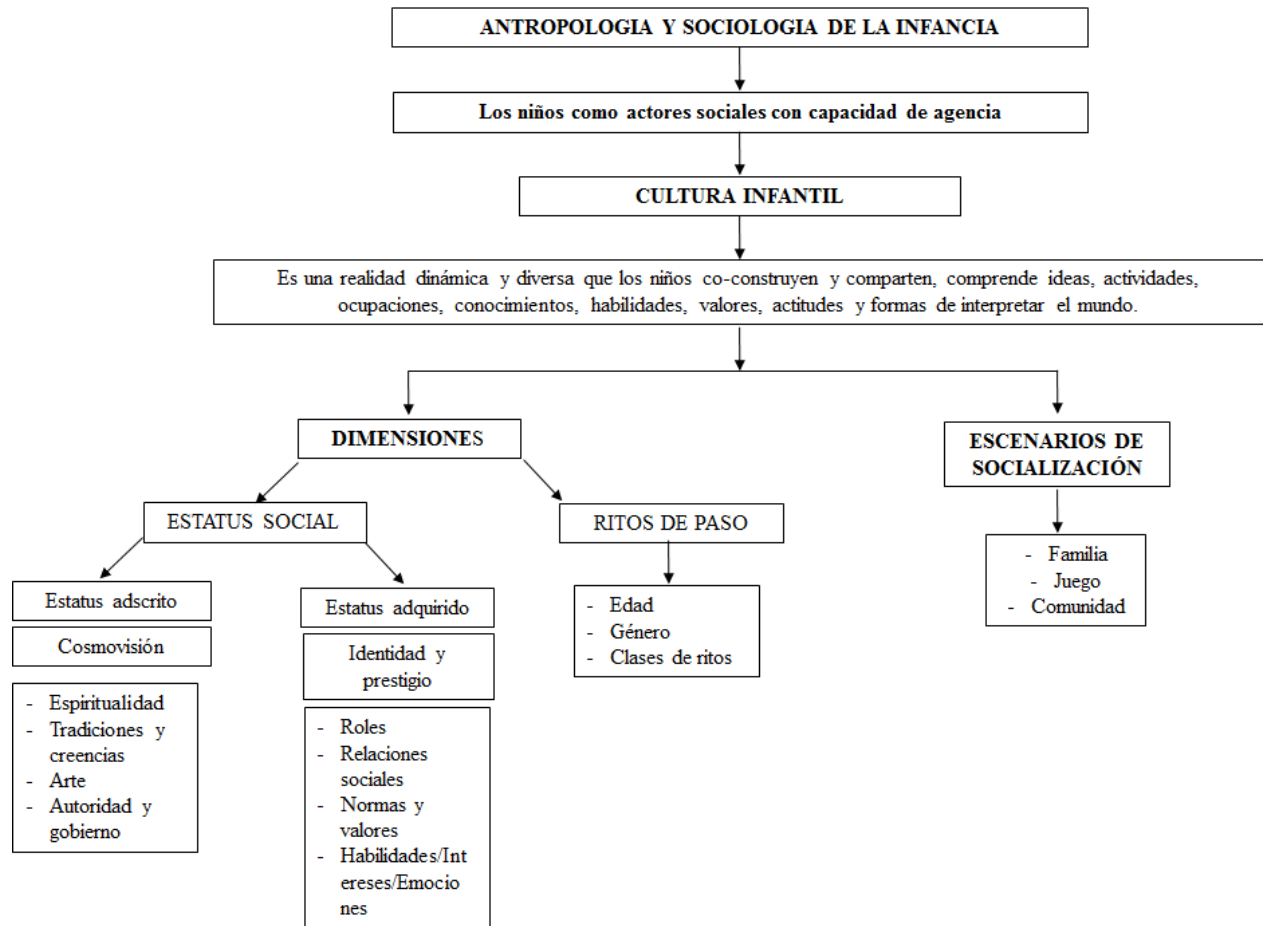 ANTROPOLOGIA Y SOCIOLOGIA DE LA INFANCIA
Los niños como actores sociales con capacidad de agencia
CULTURA INFANTIL
Es una realidad dinámica y diversa que los niños co-construyen y comparten, comprende ideas, actividades,
ocupaciones, conocimientos, habilidades, valores, actitudes y formas de interpretar el mundo.
DIMENSIONES
ESTATUS SOCIAL
Estatus adscrito
Cosmovisión
- Espiritualidad
- Tradiciones y
creencias
- Arte
- Autoridad y
gobierno
Estatus adquirido
Identidad y
prestigio
- Roles
- Relaciones
sociales
- Normas y
valores
- Habilidades/Int
ereses/Emocio
nes
RITOS DE PASO
- Edad
- Género
- Clases de ritos
ESCENARIOS DE
SOCIALIZACIÓN
- Familia
- Juego
- Comunidad